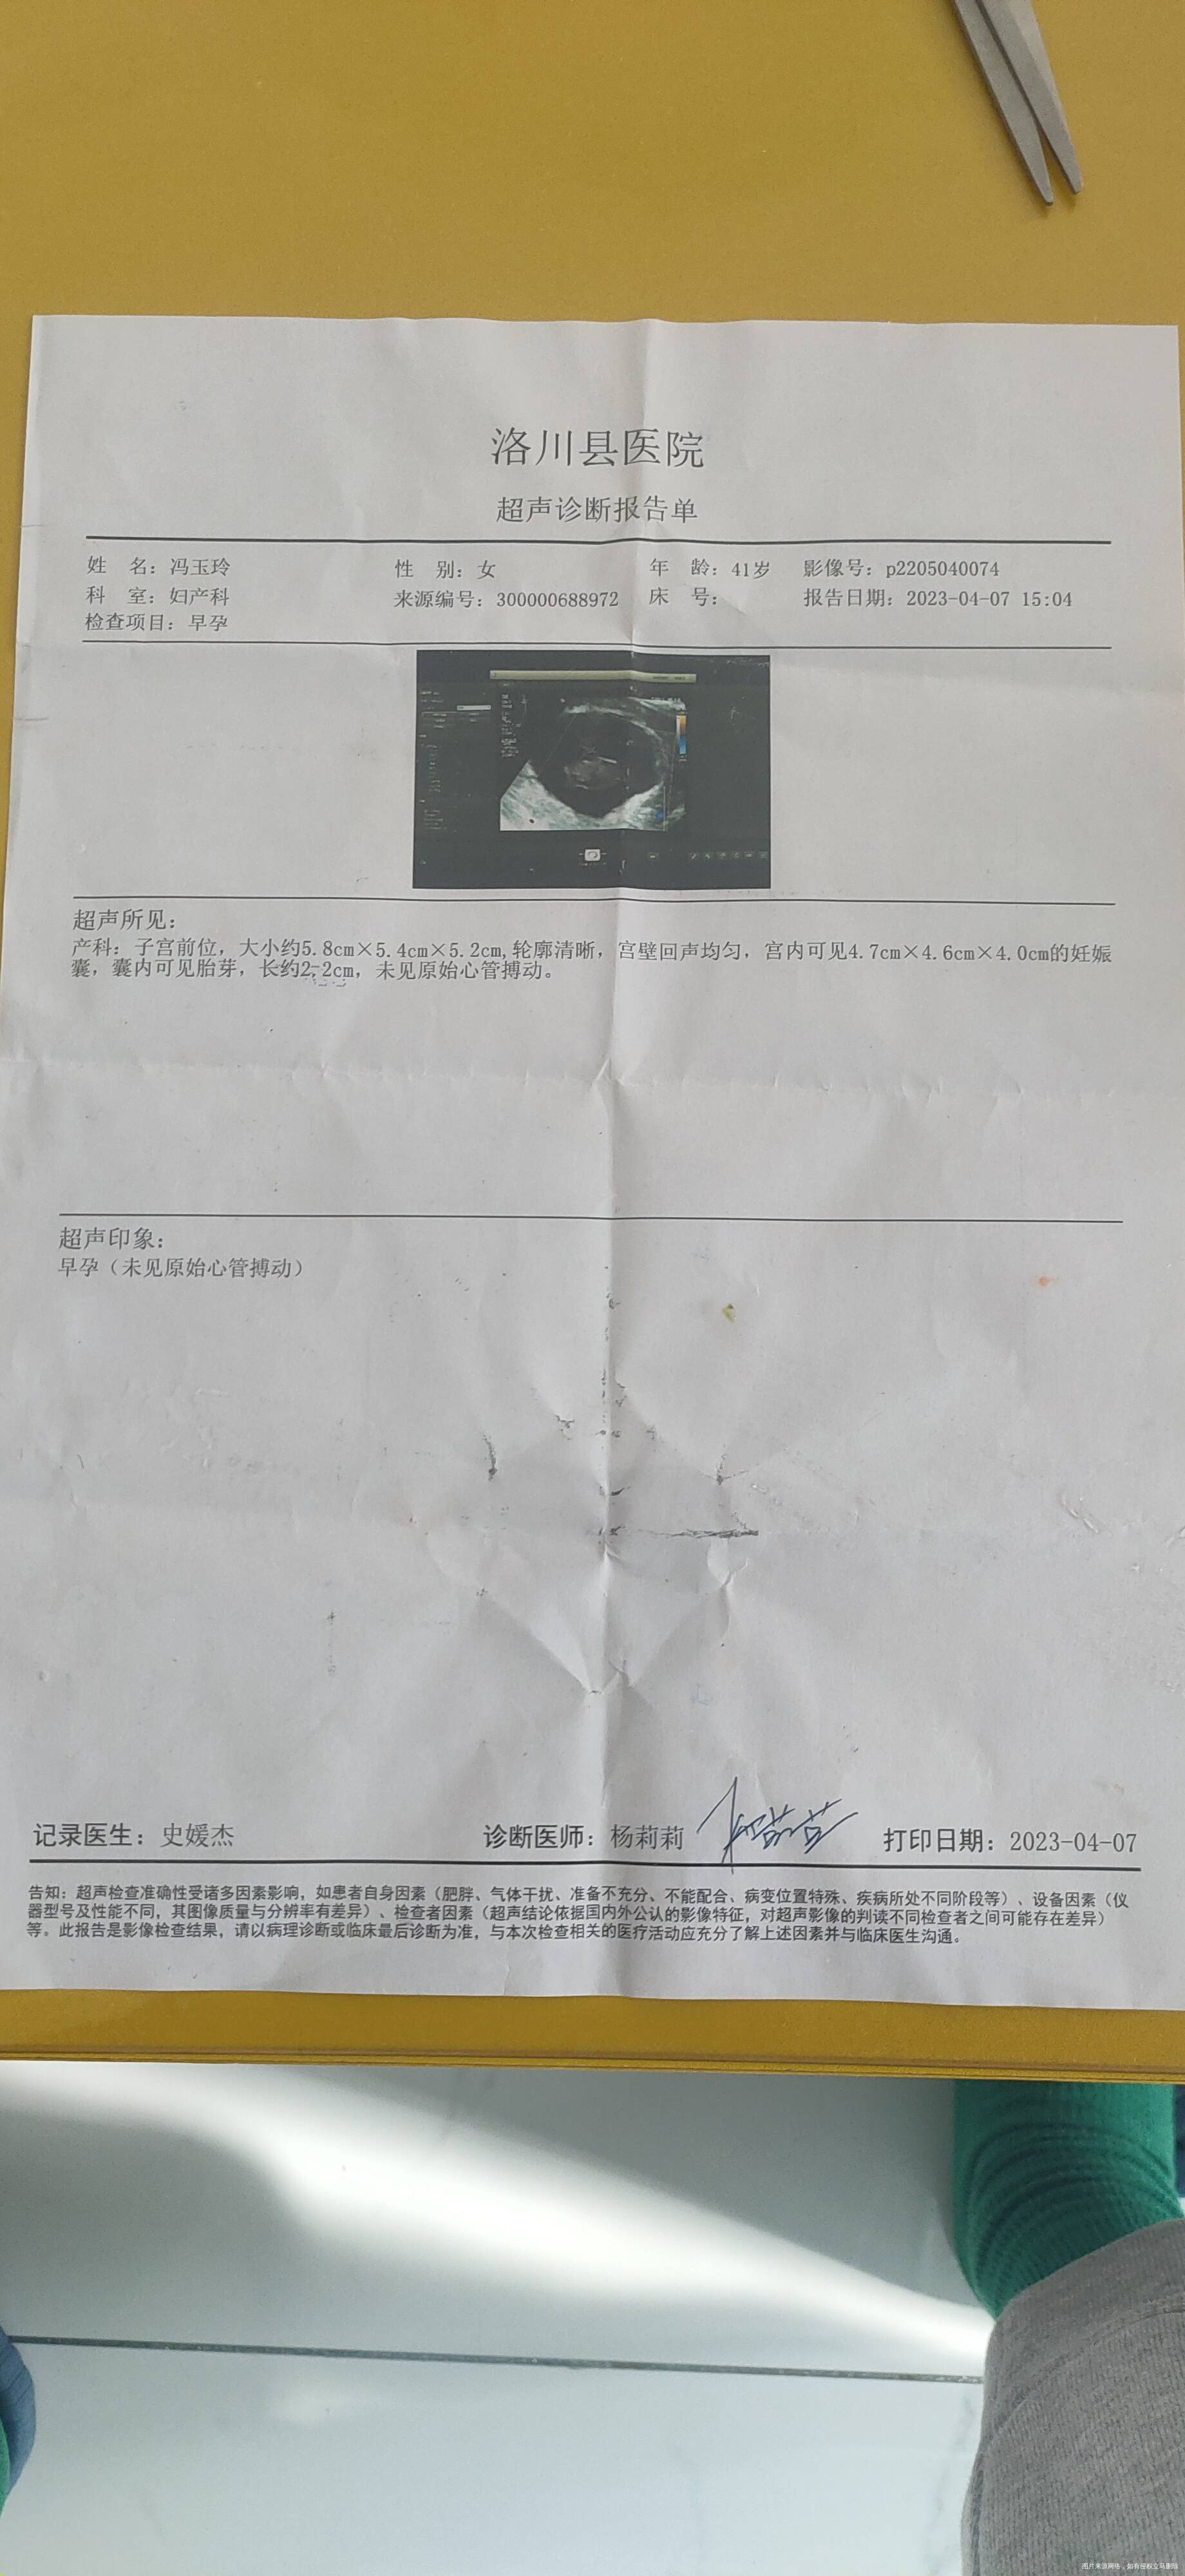 洛川县医院
超声诊断报告单
姓 名：冯玉玲 性 别：女 年 龄：41岁 影像号：p2205040074
科 室：妇产科 来源编号：300000688972 床 号： 报告日期：2023-04-07 15:04
检查项目：早孕
超声所见：
产科：子宫前位，大小约5.8cm×5.4cm×5.2cm,轮廓清晰，宫壁回声均匀，宫内可见4.7cm×4.6cm×4.0cm的妊娠
囊，囊内可见胎芽，长约2.2cm，未见原始心管搏动。
超声印象：
早孕（未见原始心管搏动）
记录医生：史媛杰 诊断医师：杨莉莉 打印日期：2023-04-07
告知：超声检查准确性受诸多因素影响，如患者自身因素（肥胖、气体干扰、准备不充分、不能配合、病变位置特殊、疾病所处不同阶段等）、设备因素（仪
器型号及性能不同，其图像质量与分辨率有差异）、检查者因素（超声结论依据国内外公认的影像特征，对超声影像的判读不同检查者之间可能存在差异）
等。此报告是影像检查结果，请以病理诊断或临床最后诊断为准，与本次检查相关的医疗活动应充分了解上述因素并与临床医生沟通。
图片来源网络，如有侵权立马删除